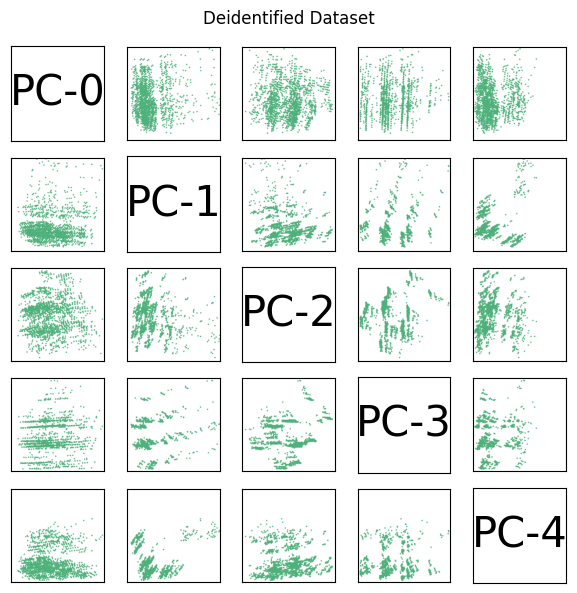 Deidentified Dataset
PC-0
PC-1
PC-2
PC-3
PC-4